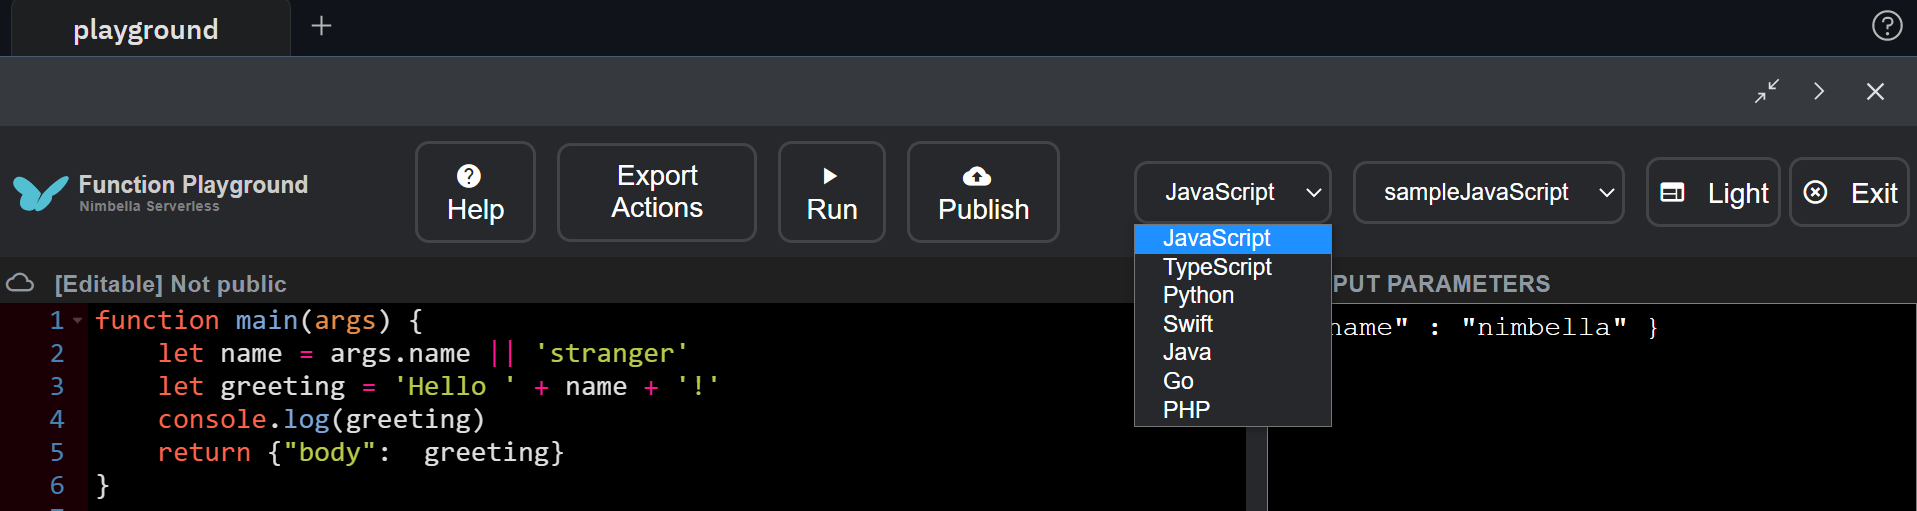 playground
Function Playground
Nimbella Serverless
Help
Export
Actions
Run
Publish
JavaScript
sampleJavaScript
Light
Exit
JavaScript
TypeScript
Python
Swift
Java
Go
PHP
[Editable] Not public
PUT PARAMETERS
1 function main(args) {
2 let name = args.name || 'stranger'
3 let greeting = 'Hello ' + name + '!'
4 console.log(greeting)
5 return {"body":  greeting}
6 }
name" : "nimbella" }